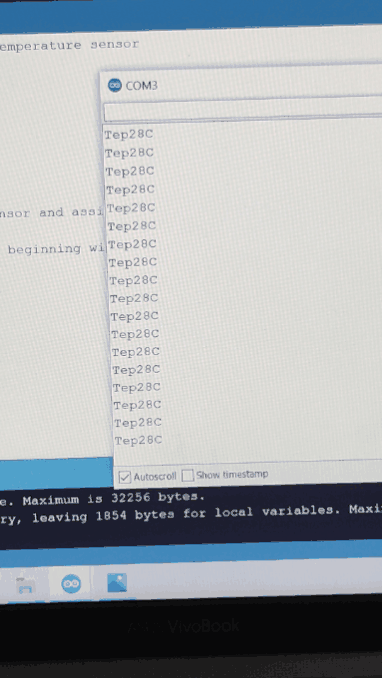 emperature sensor
COM3
Tep28C
Tep28C
Tep28C
Tep28C
nsor and assi
Tep28C
Tep28C
beginning wi
Tep28C
Tep28C
Tep28C
Tep28C
Tep28C
Tep28C
Tep28C
Tep28C
Tep28C
Tep28C
Tep28C
Tep28C
Autoscroll Show timestamp
e. Maximum is 32256 bytes.
ry, leaving 1854 bytes for local variables. Maxi
VivoBook